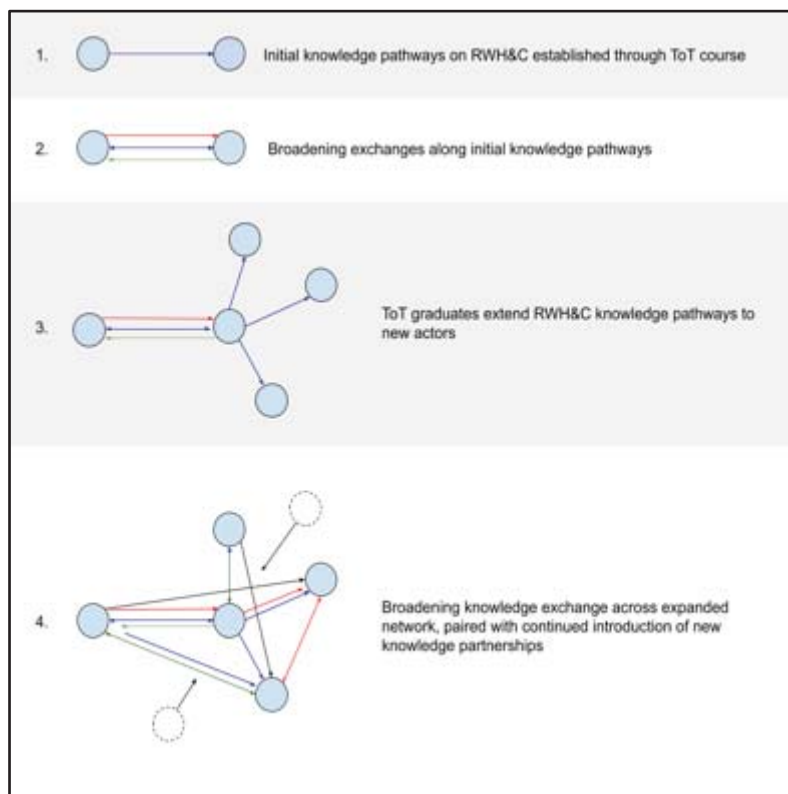 1.
Initial knowledge pathways on RWH&C established through ToT course
2.
Broadening exchanges along initial knowledge pathways
3.
ToT graduates extend RWH&C knowledge pathways to
new actors
4.
Broadening knowledge exchange across expanded
network, paired with continued introduction of new
knowledge partnerships